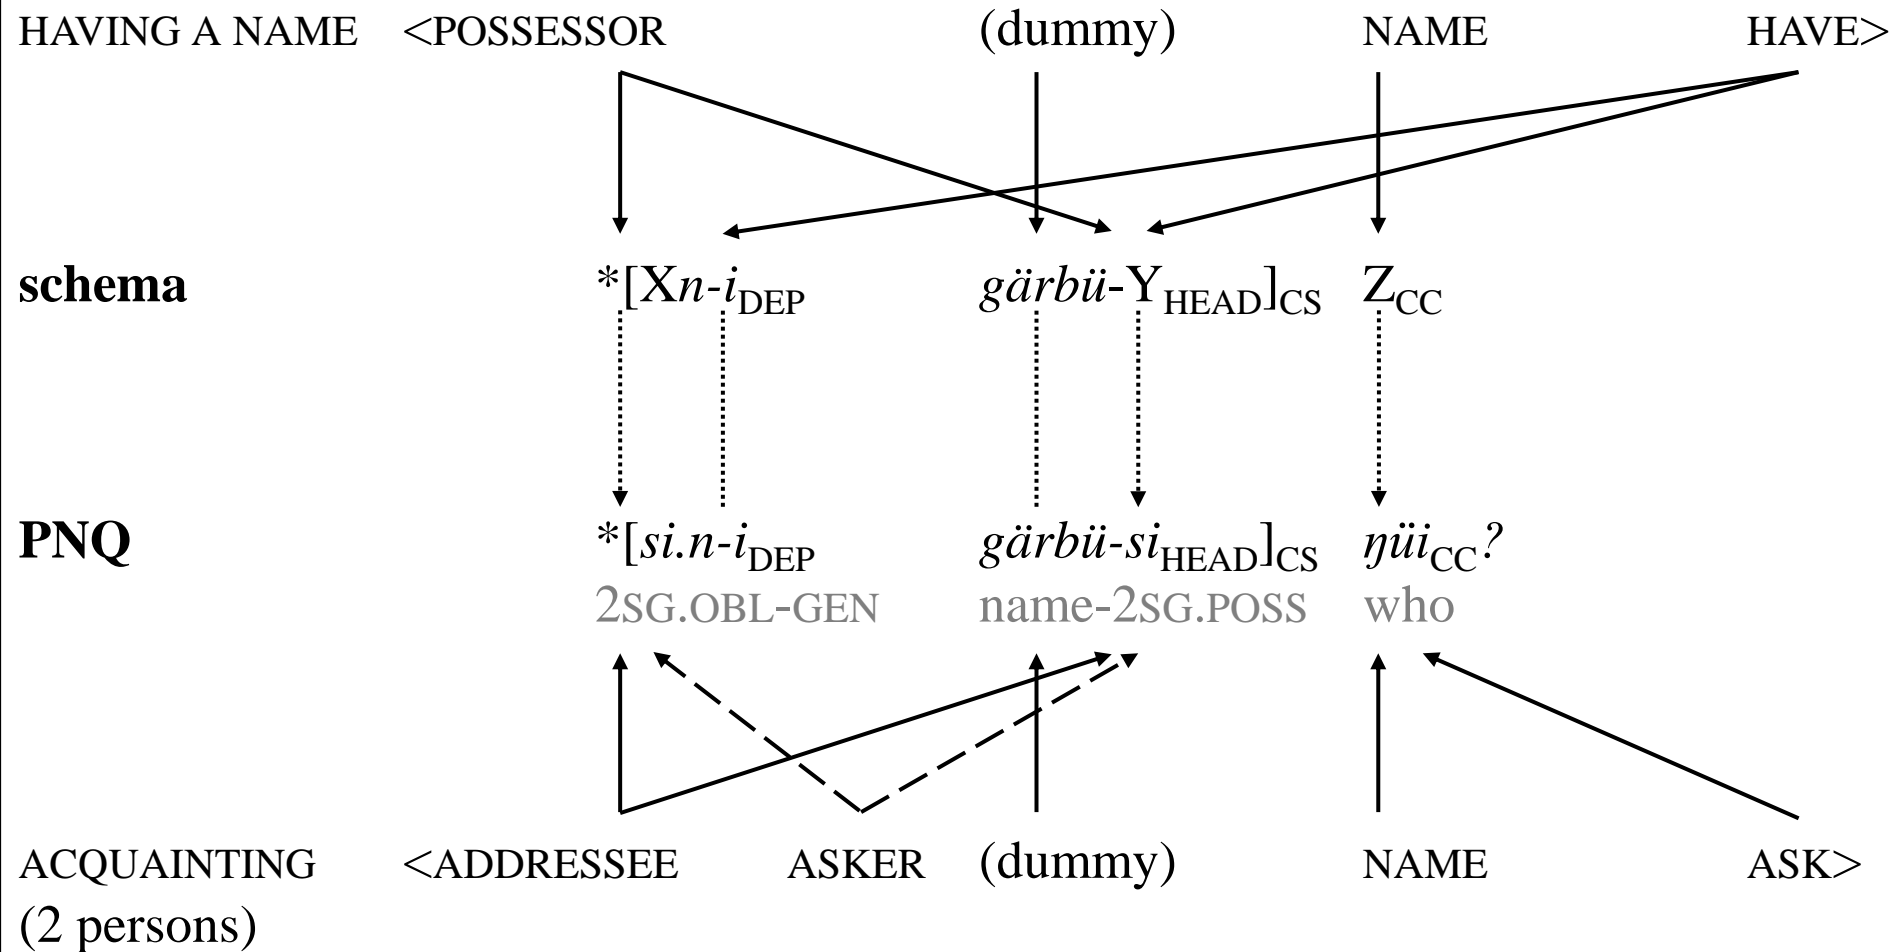 HAVING A NAME <POSSESSOR (dummy) NAME HAVE>
schema *[Xn-iDEP gärbü-YHEAD]CS ZCC
PNQ *[si.n-iDEP gärbü-siHEAD]CS ŋüiCC?
2SG.OBL-GEN name-2SG.POSS who
ACQUAINTING <ADDRESSEE ASKER (dummy) NAME ASK>
(2 persons)